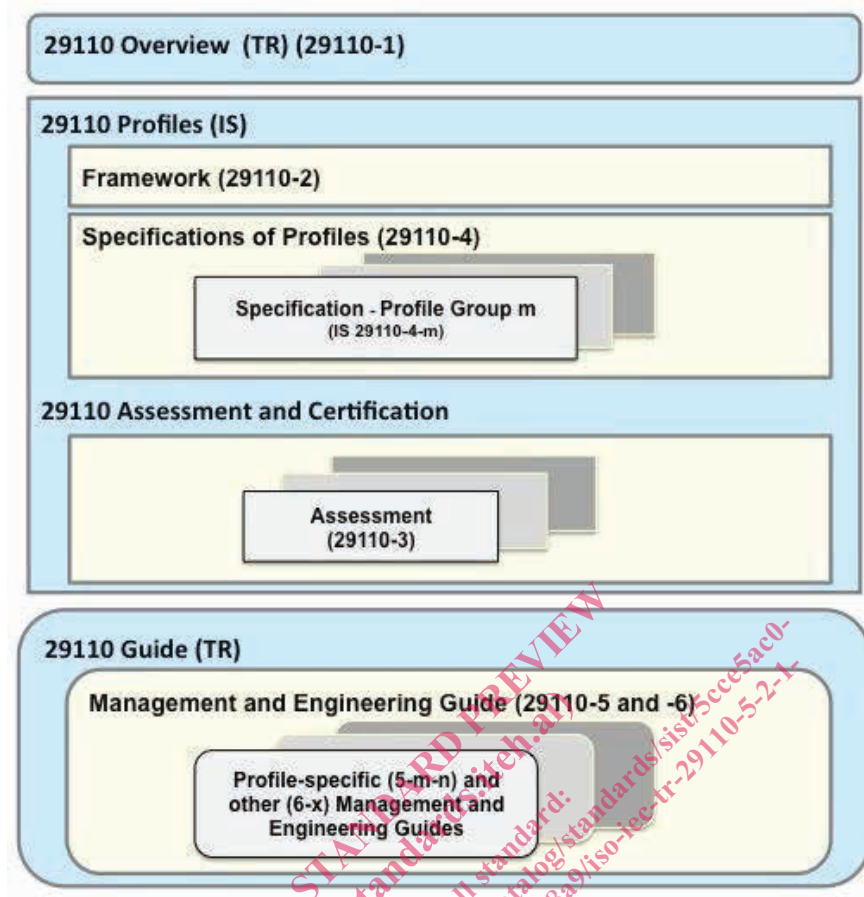 29110 Overview (TR) (29110-1)
29110 Profiles (IS)
Framework (29110-2)
Specifications of Profiles (29110-4)
Specification - Profile Group m
(IS 29110-4-m)
29110 Assessment and Certification
Assessment
(29110-3)
29110 Guide (TR)
Management and Engineering Guide (29110-5 and -6)
Profile-specific (5-m-n) and
other (6-x) Management and
Engineering Guides
STANDARD PREVIEW